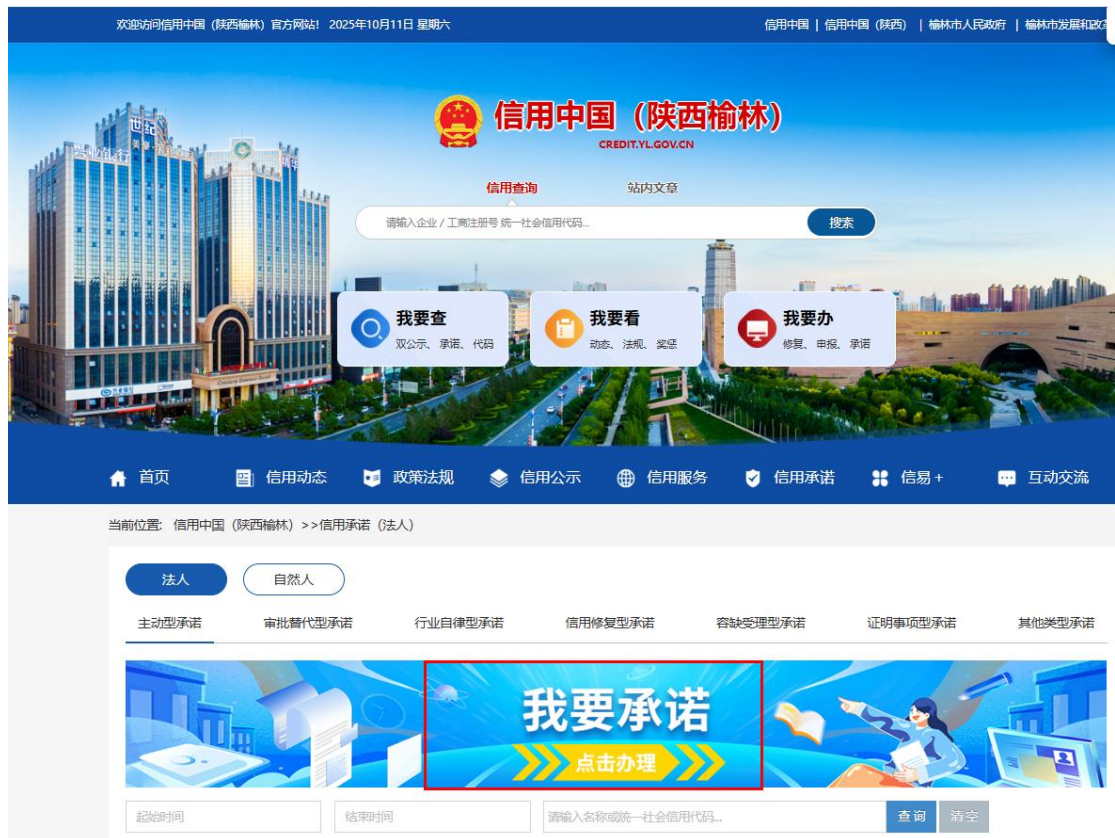 欢迎访问信用中国（陕西榆林）官方网站！ 2025年10月11日 星期六 信用中国 | 信用中国（陕西） | 榆林市人民政府 | 榆林市发展和改革
信用中国（陕西榆林）
CREDIT.YL.GOV.CN
信用查询 站内文章
请输入企业 / 工商注册号 统一社会信用代码... 搜索
我要查 我要看 我要办
双公示、承诺、代码 动态、法规、奖惩 修复、申报、承诺
首页 信用动态 政策法规 信用公示 信用服务 信用承诺 信易+ 互动交流
当前位置: 信用中国（陕西榆林）>>信用承诺（法人）
法人 自然人
主动型承诺 审批替代型承诺 行业自律型承诺 信用修复型承诺 容缺受理型承诺 证明事项型承诺 其他类型承诺
我要承诺
点击办理
起始时间 结束时间 请输入名称或统一社会信用代码... 查询 清空